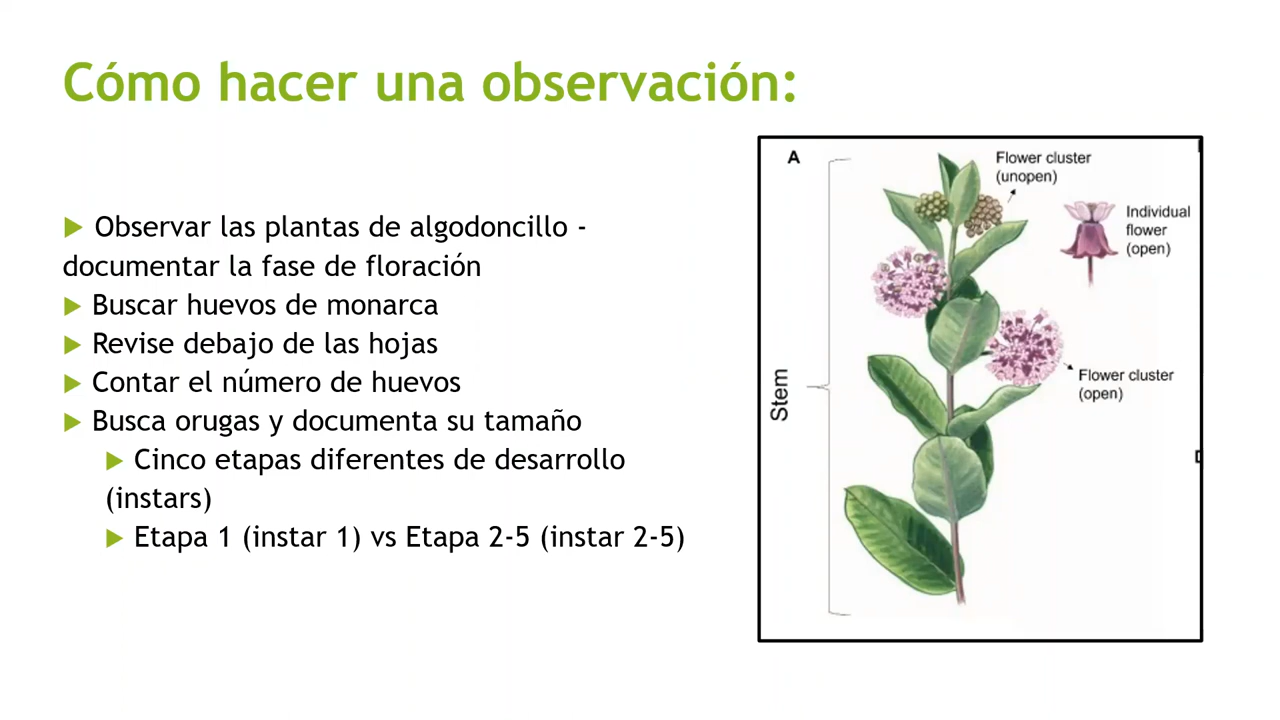 Cómo hacer una observación:
Observar las plantas de algodoncillo -
documentar la fase de floración
Buscar huevos de monarca
Revise debajo de las hojas
Contar el número de huevos
Busca orugas y documenta su tamaño
Cinco etapas diferentes de desarrollo
(instars)
Etapa 1 (instar 1) vs Etapa 2-5 (instar 2-5)
A
Flower cluster
(unopen)
Individual
flower
(open)
Stem
Flower cluster
(open)